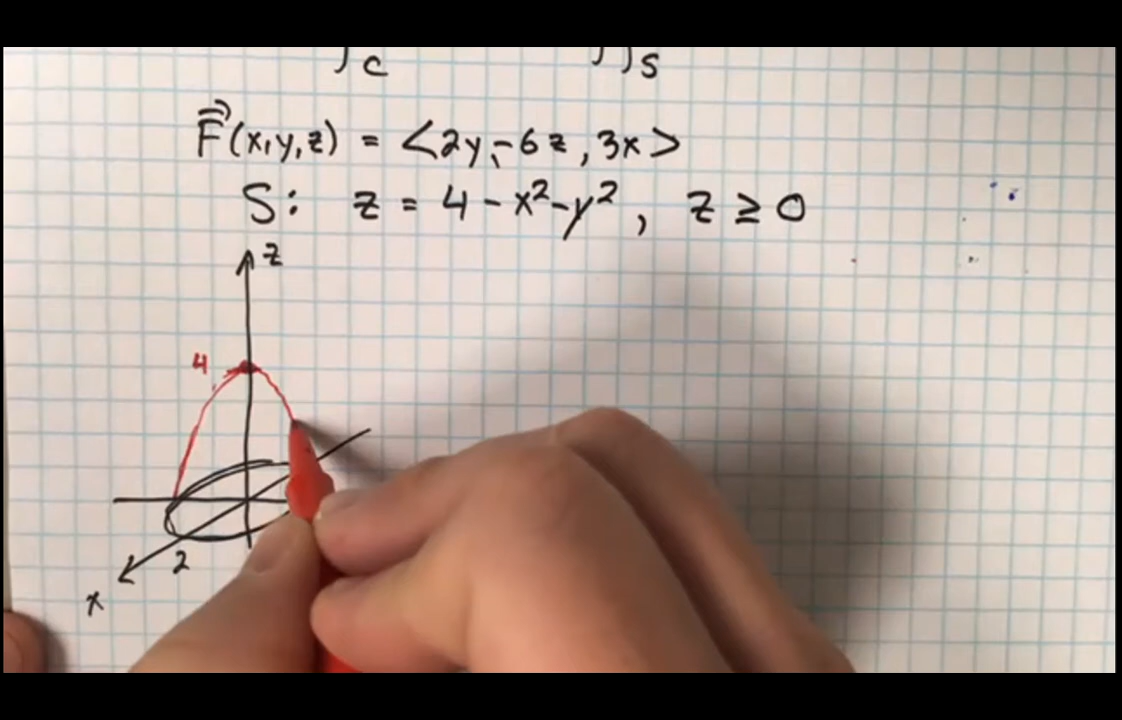 ∫c ∬s
F⃗(x,y,z) = <2y,-6z,3x>
S: z = 4 - x²-y², z ≥ 0
z
4
2
x